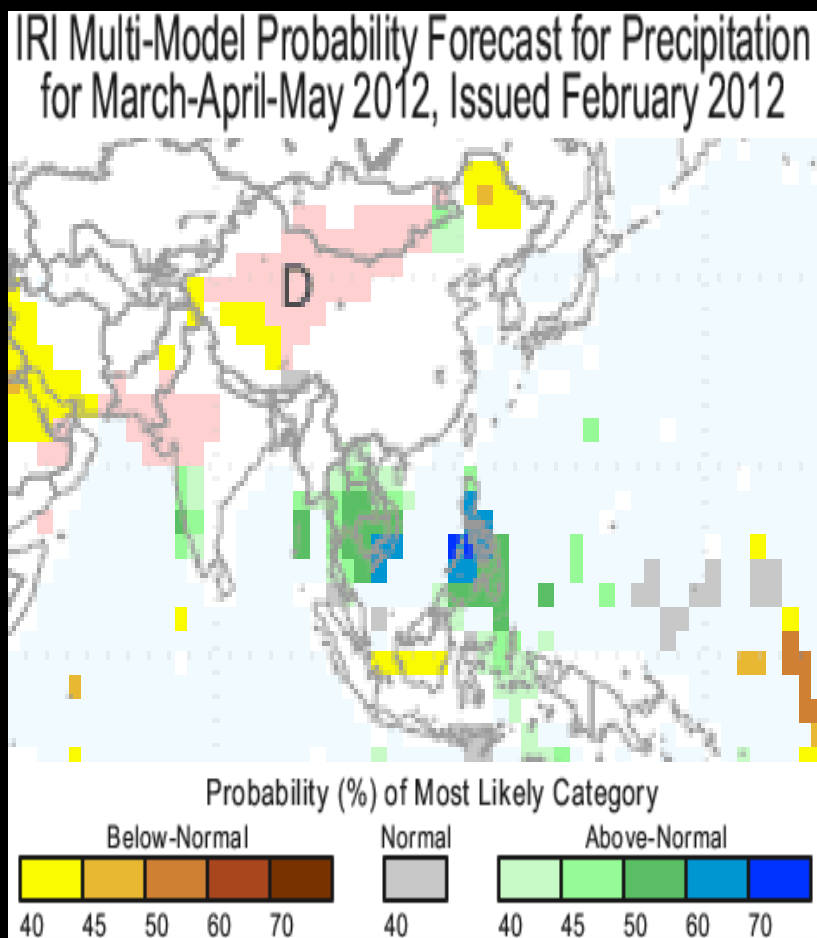 IRI Multi-Model Probability Forecast for Precipitation
for March-April-May 2012, Issued February 2012
D
Probability (%) of Most Likely Category
Below-Normal Normal Above-Normal
40 45 50 60 70 40 40 45 50 60 70